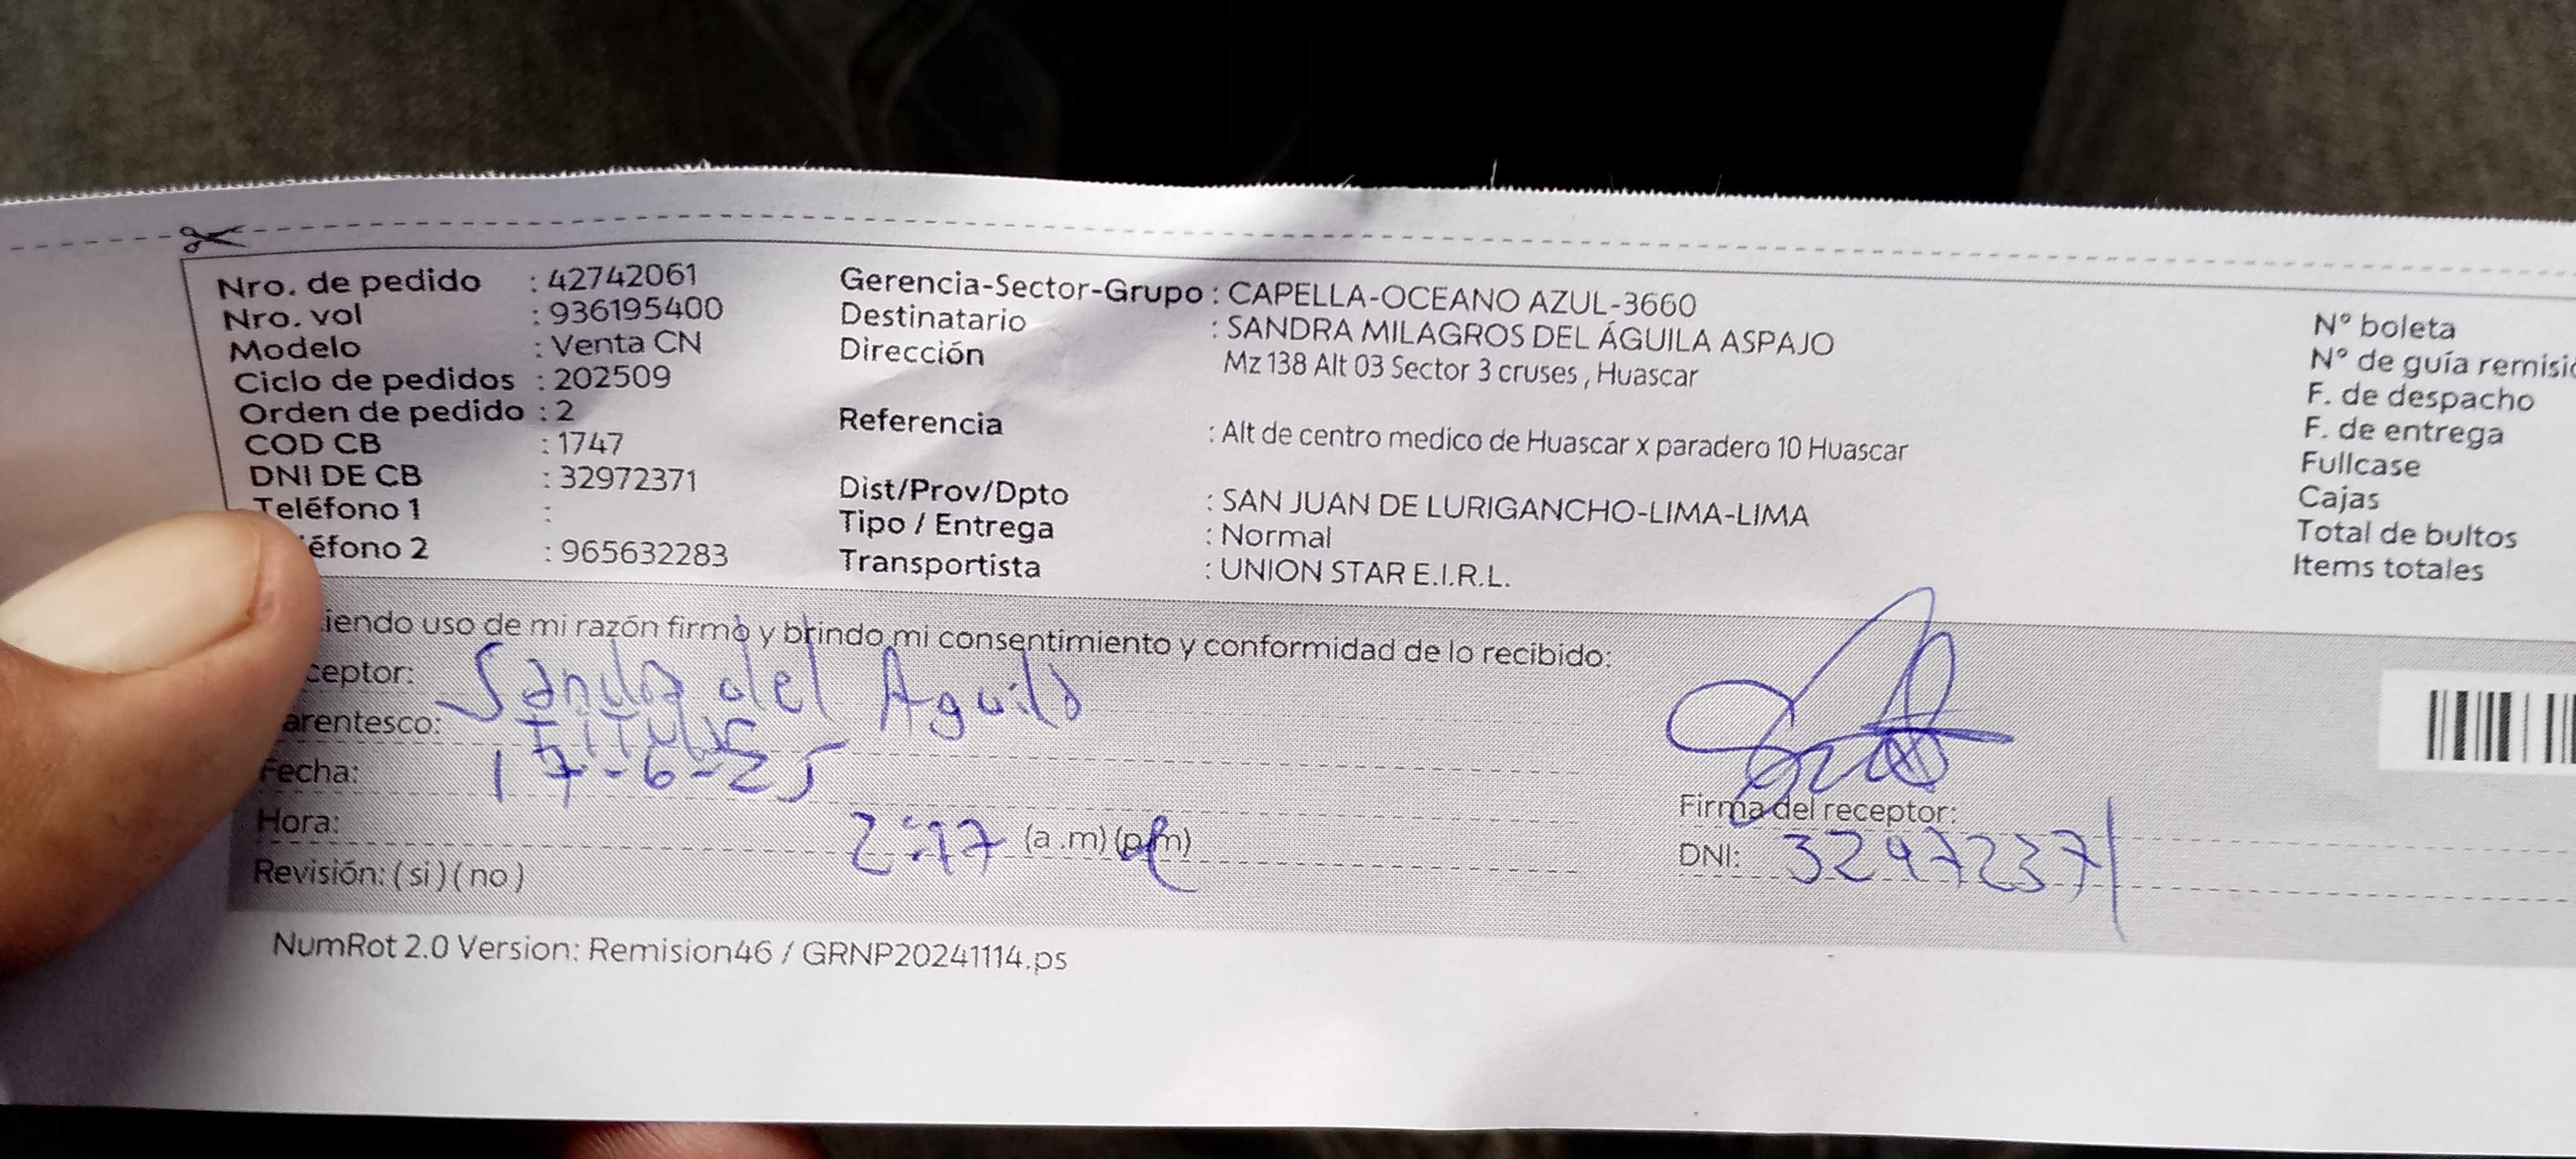 Nro. de pedido : 42742061
Nro. vol : 936195400
Modelo : Venta CN
Ciclo de pedidos : 202509
Orden de pedido : 2
COD CB : 1747
DNI DE CB : 32972371
Teléfono 1 :
éfono 2 : 965632283
Gerencia-Sector-Grupo : CAPELLA-OCEANO AZUL-3660
Destinatario : SANDRA MILAGROS DEL ÁGUILA ASPAJO
Dirección Mz 138 Alt 03 Sector 3 cruses , Huascar
Referencia : Alt de centro medico de Huascar x paradero 10 Huascar
Dist/Prov/Dpto : SAN JUAN DE LURIGANCHO-LIMA-LIMA
Tipo / Entrega : Normal
Transportista : UNION STAR E.I.R.L.
N° boleta
N° de guía remisió
F. de despacho
F. de entrega
Fullcase
Cajas
Total de bultos
Items totales
iendo uso de mi razón firmo y brindo mi consentimiento y conformidad de lo recibido:
ceptor: Sandra del Aguila
arentesco: Titular
Fecha: 17-6-25
Hora: 2:17 (a .m) (p.m)
Revisión: ( si ) ( no )
Firma del receptor:
DNI: 32972371
NumRot 2.0 Version: Remision46 / GRNP20241114.ps